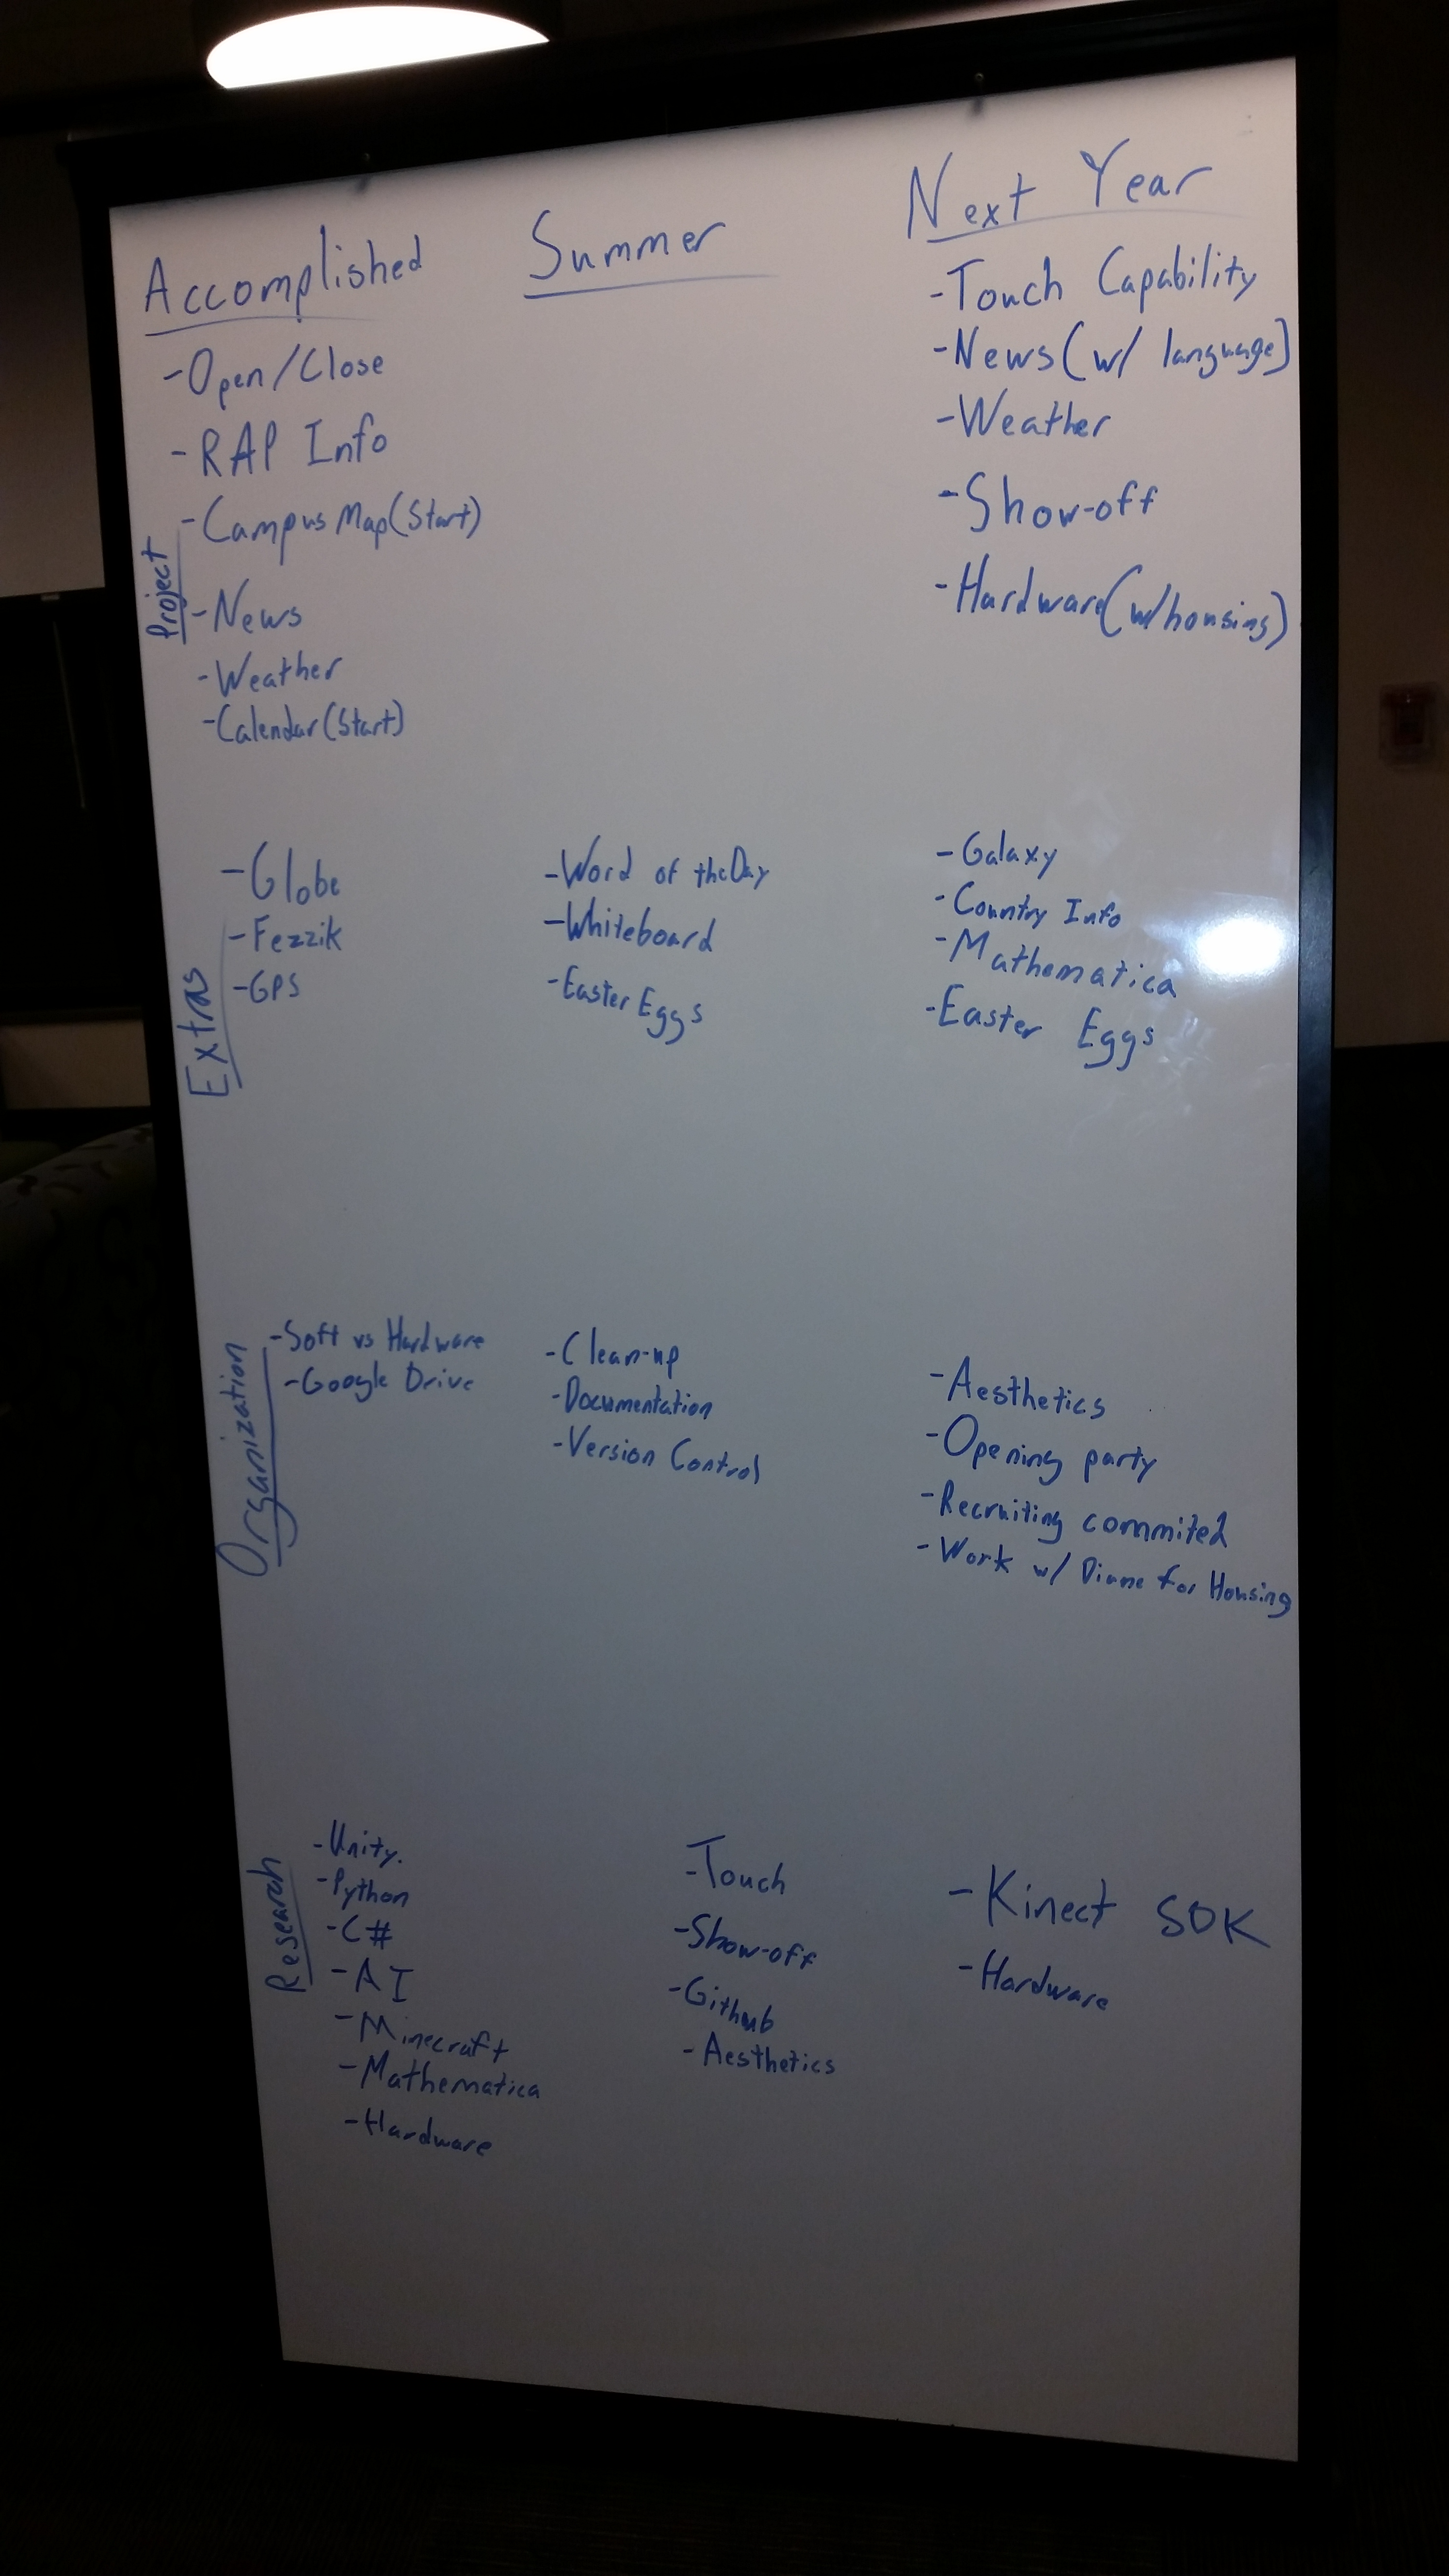 Accomplished
Summer
Next Year
Project
-Open/Close
-RAP Info
-Campus Map(Start)
-News
-Weather
-Calendar(Start)
-Touch Capability
-News(w/ language)
-Weather
-Show-off
-Hardware(w/housing)
Extras
-Globe
-Fezzik
-GPS
-Word of the Day
-Whiteboard
-Easter Eggs
-Galaxy
-Country Info
-Mathematica
-Easter Eggs
Organization
-Soft vs Hardware
-Google Drive
-Clean-up
-Documentation
-Version Control
-Aesthetics
-Opening party
-Recruiting commited
-Work w/ Diane for Housing
Research
-Unity.
-Python
-C#
-AI
-Minecraft
-Mathematica
-Hardware
-Touch
-Show-off
-Github
-Aesthetics
-Kinect SDK
-Hardware